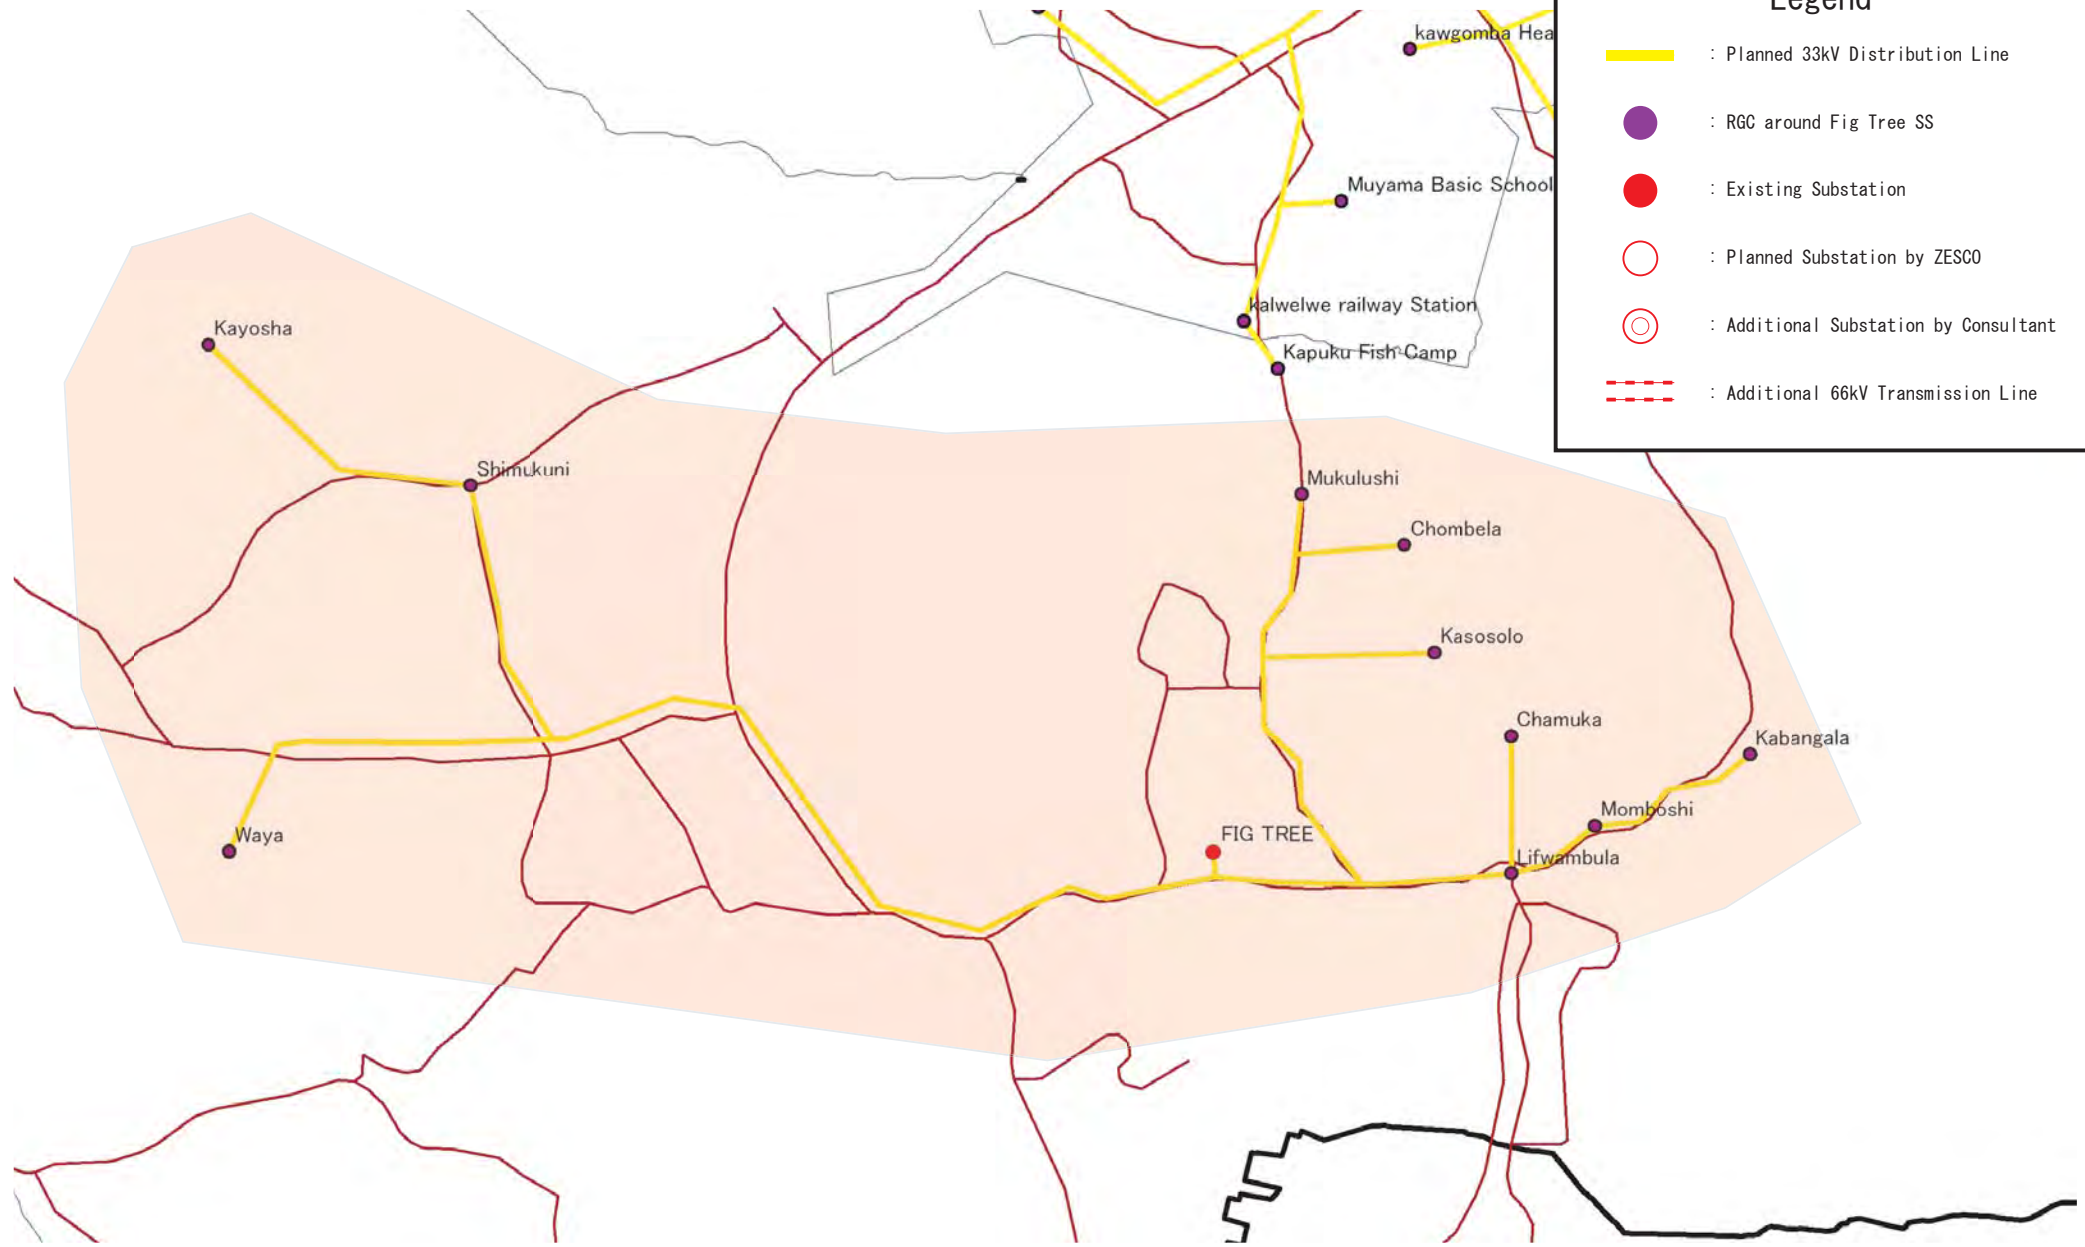 Legend
kawgomba Hea
: Planned 33kV Distribution Line
: RGC around Fig Tree SS
Muyama Basic School
: Existing Substation
: Planned Substation by ZESCO
kalwelwe railway Station
: Additional Substation by Consultant
Kayosha
Kapuku Fish Camp
: Additional 66kV Transmission Line
Shimukuni
Mukulushi
Chombela
Kasosolo
Chamuka
Kabangala
Momboshi
Waya
FIG TREE
Lifwambula